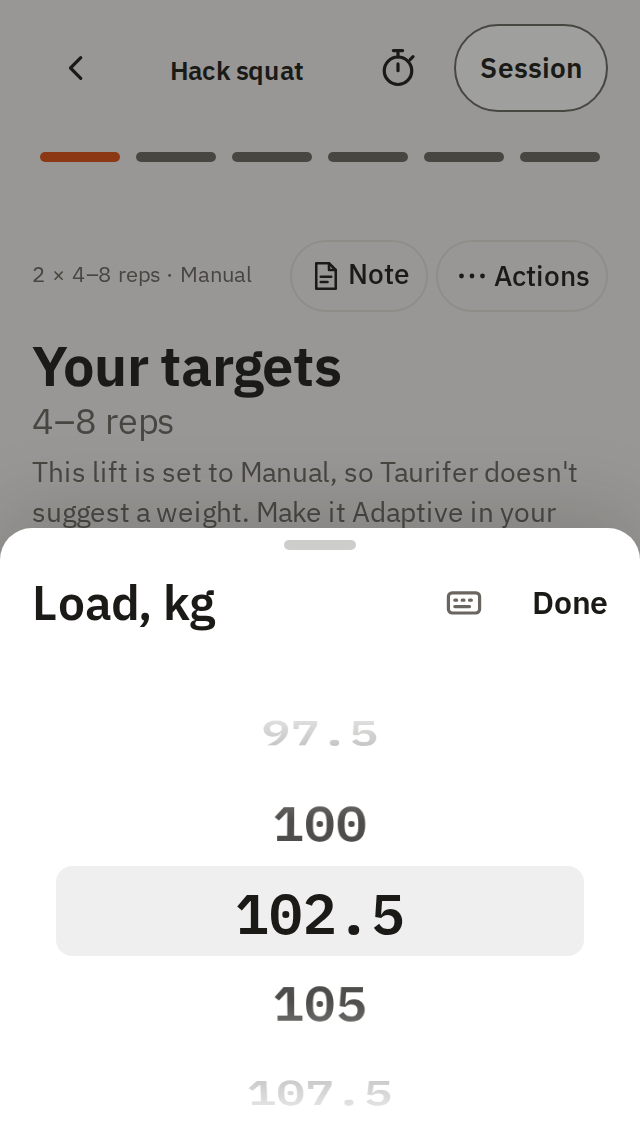 Hack squat
Session
2 × 4–8 reps · Manual
Note
Actions
Your targets
4–8 reps
This lift is set to Manual, so Taurifer doesn't
suggest a weight. Make it Adaptive in your
Load, kg
Done
97.5
100
102.5
105
107.5